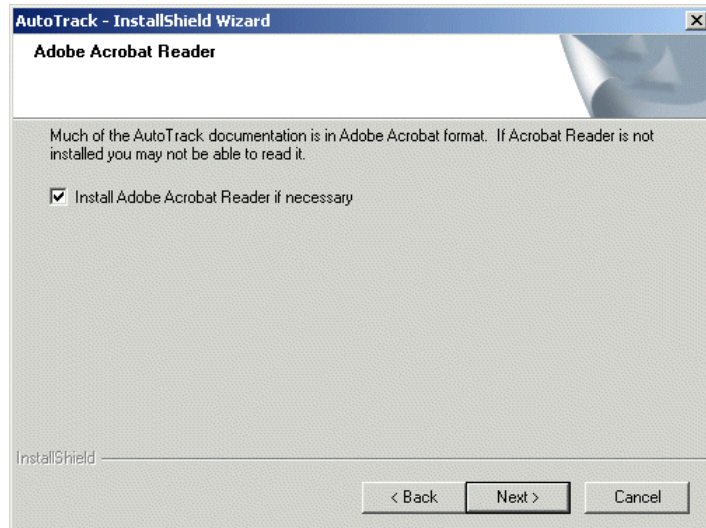 AutoTrack - InstallShield Wizard
Adobe Acrobat Reader
Much of the AutoTrack documentation is in Adobe Acrobat format. If Acrobat Reader is not
installed you may not be able to read it.
Install Adobe Acrobat Reader if necessary
InstallShield
< Back Next > Cancel